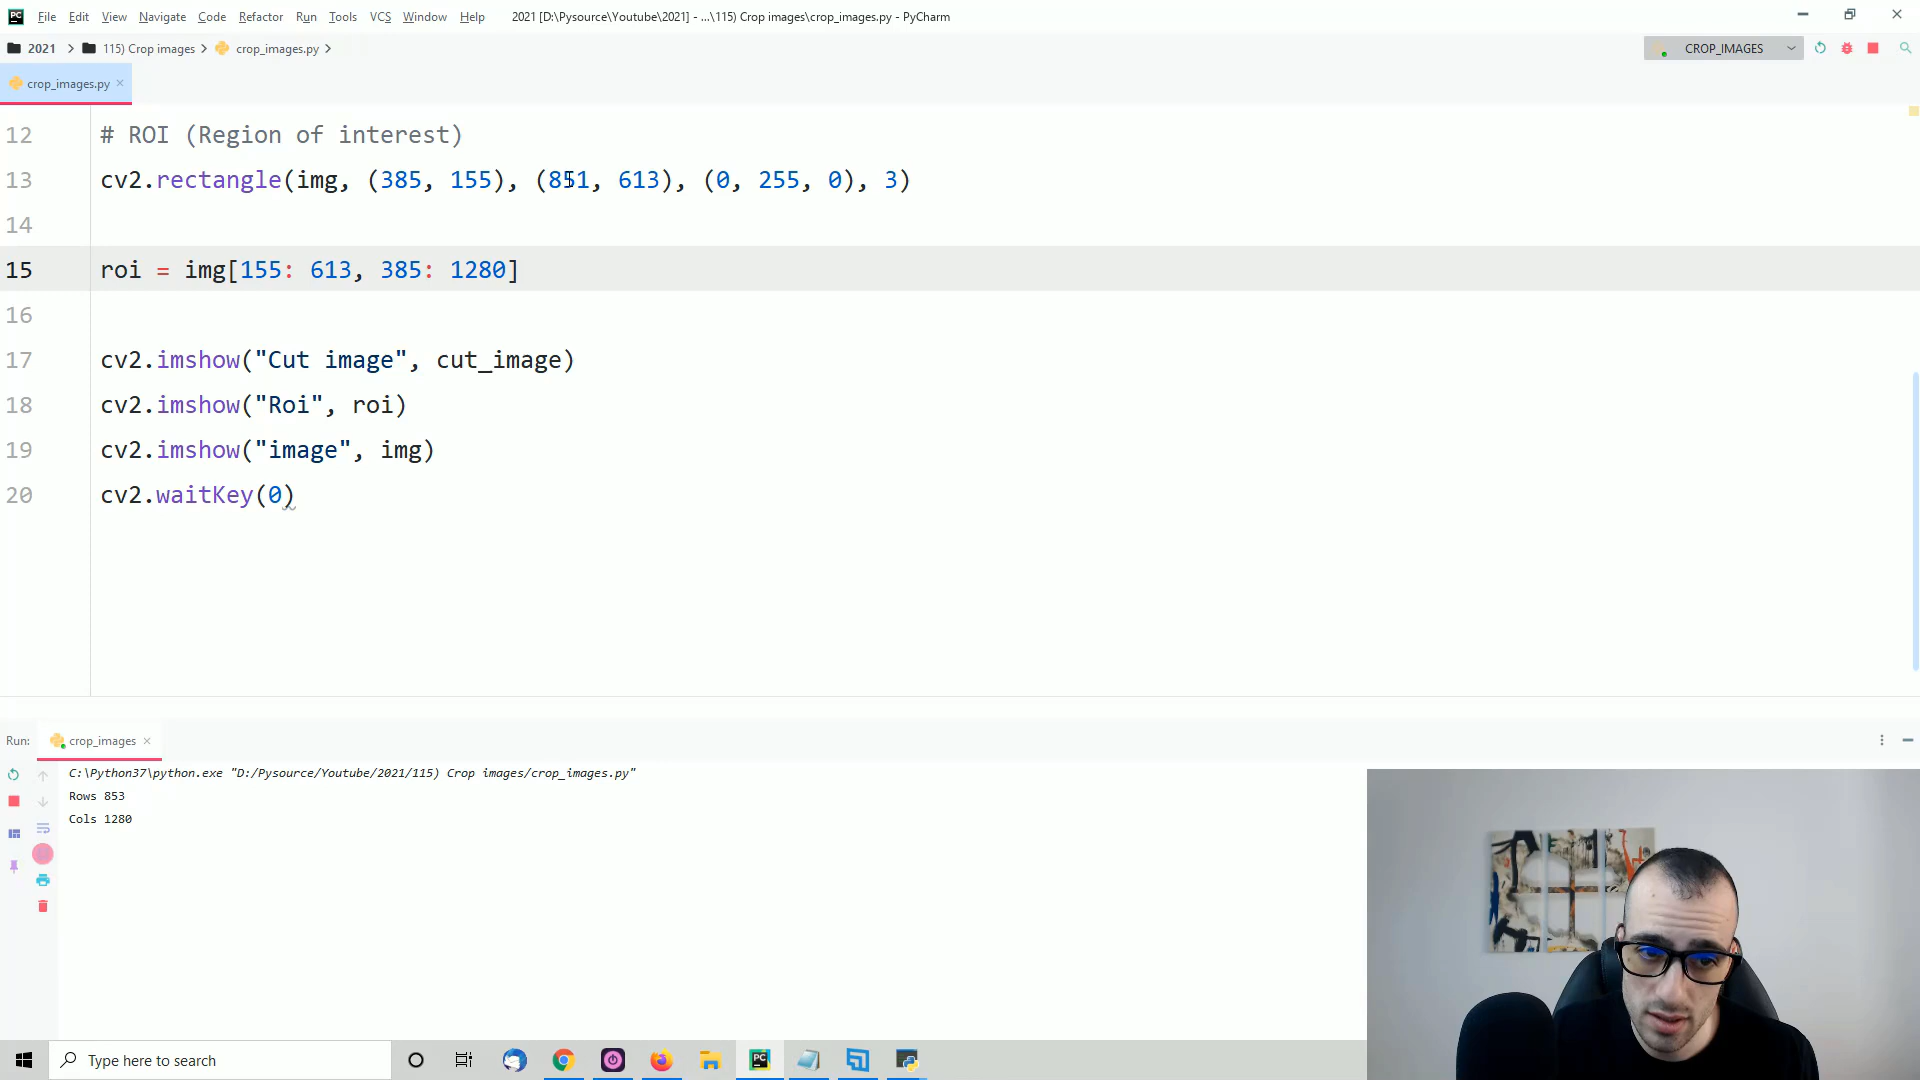 File Edit View Navigate Code Refactor Run Tools VCS Window Help 2021 [D:\Pysource\Youtube\2021] - ...\115) Crop images\crop_images.py - PyCharm
2021 115) Crop images crop_images.py CROP_IMAGES
crop_images.py
12 # ROI (Region of interest)
13 cv2.rectangle(img, (385, 155), (851, 613), (0, 255, 0), 3)
14
15 roi = img[155: 613, 385: 1280]
16
17 cv2.imshow("Cut image", cut_image)
18 cv2.imshow("Roi", roi)
19 cv2.imshow("image", img)
20 cv2.waitKey(0)
Run: crop_images
C:\Python37\python.exe "D:/Pysource/Youtube/2021/115) Crop images/crop_images.py"
Rows 853
Cols 1280
Type here to search